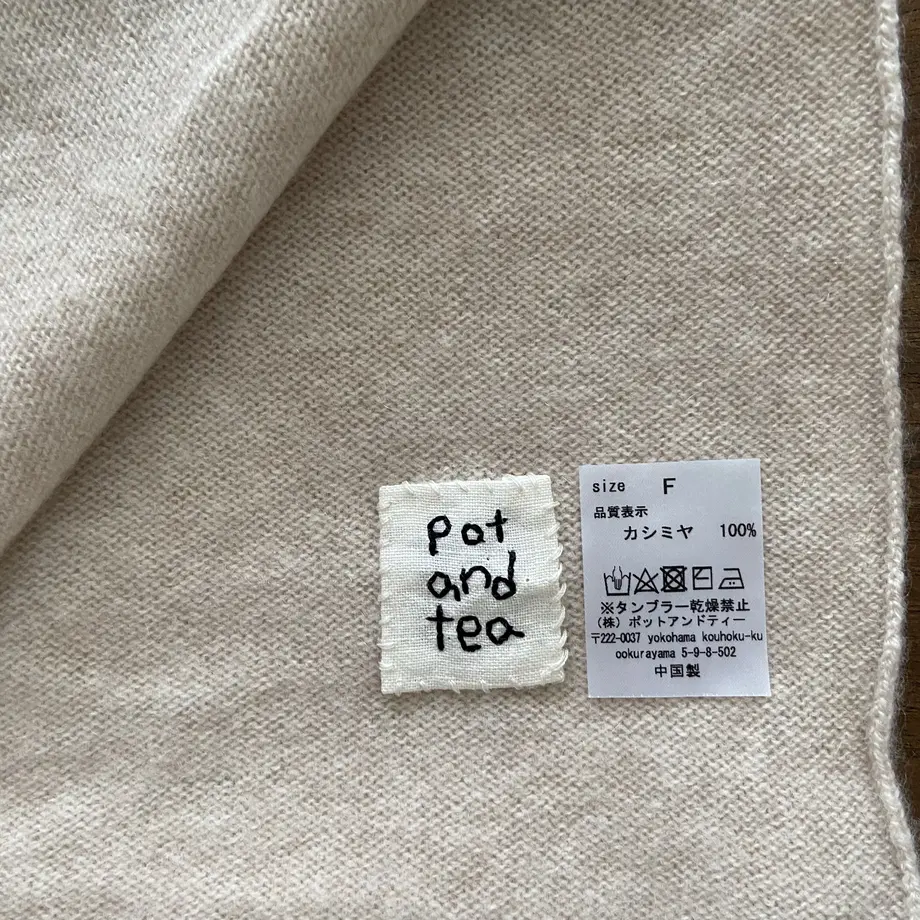 pot
and
tea
size F
品質表示
カシミヤ 100%
※タンブラー乾燥禁止
(株) ポットアンドティー
〒222-0037 yokohama kouhoku-ku
ookurayama 5-9-8-502
中国製